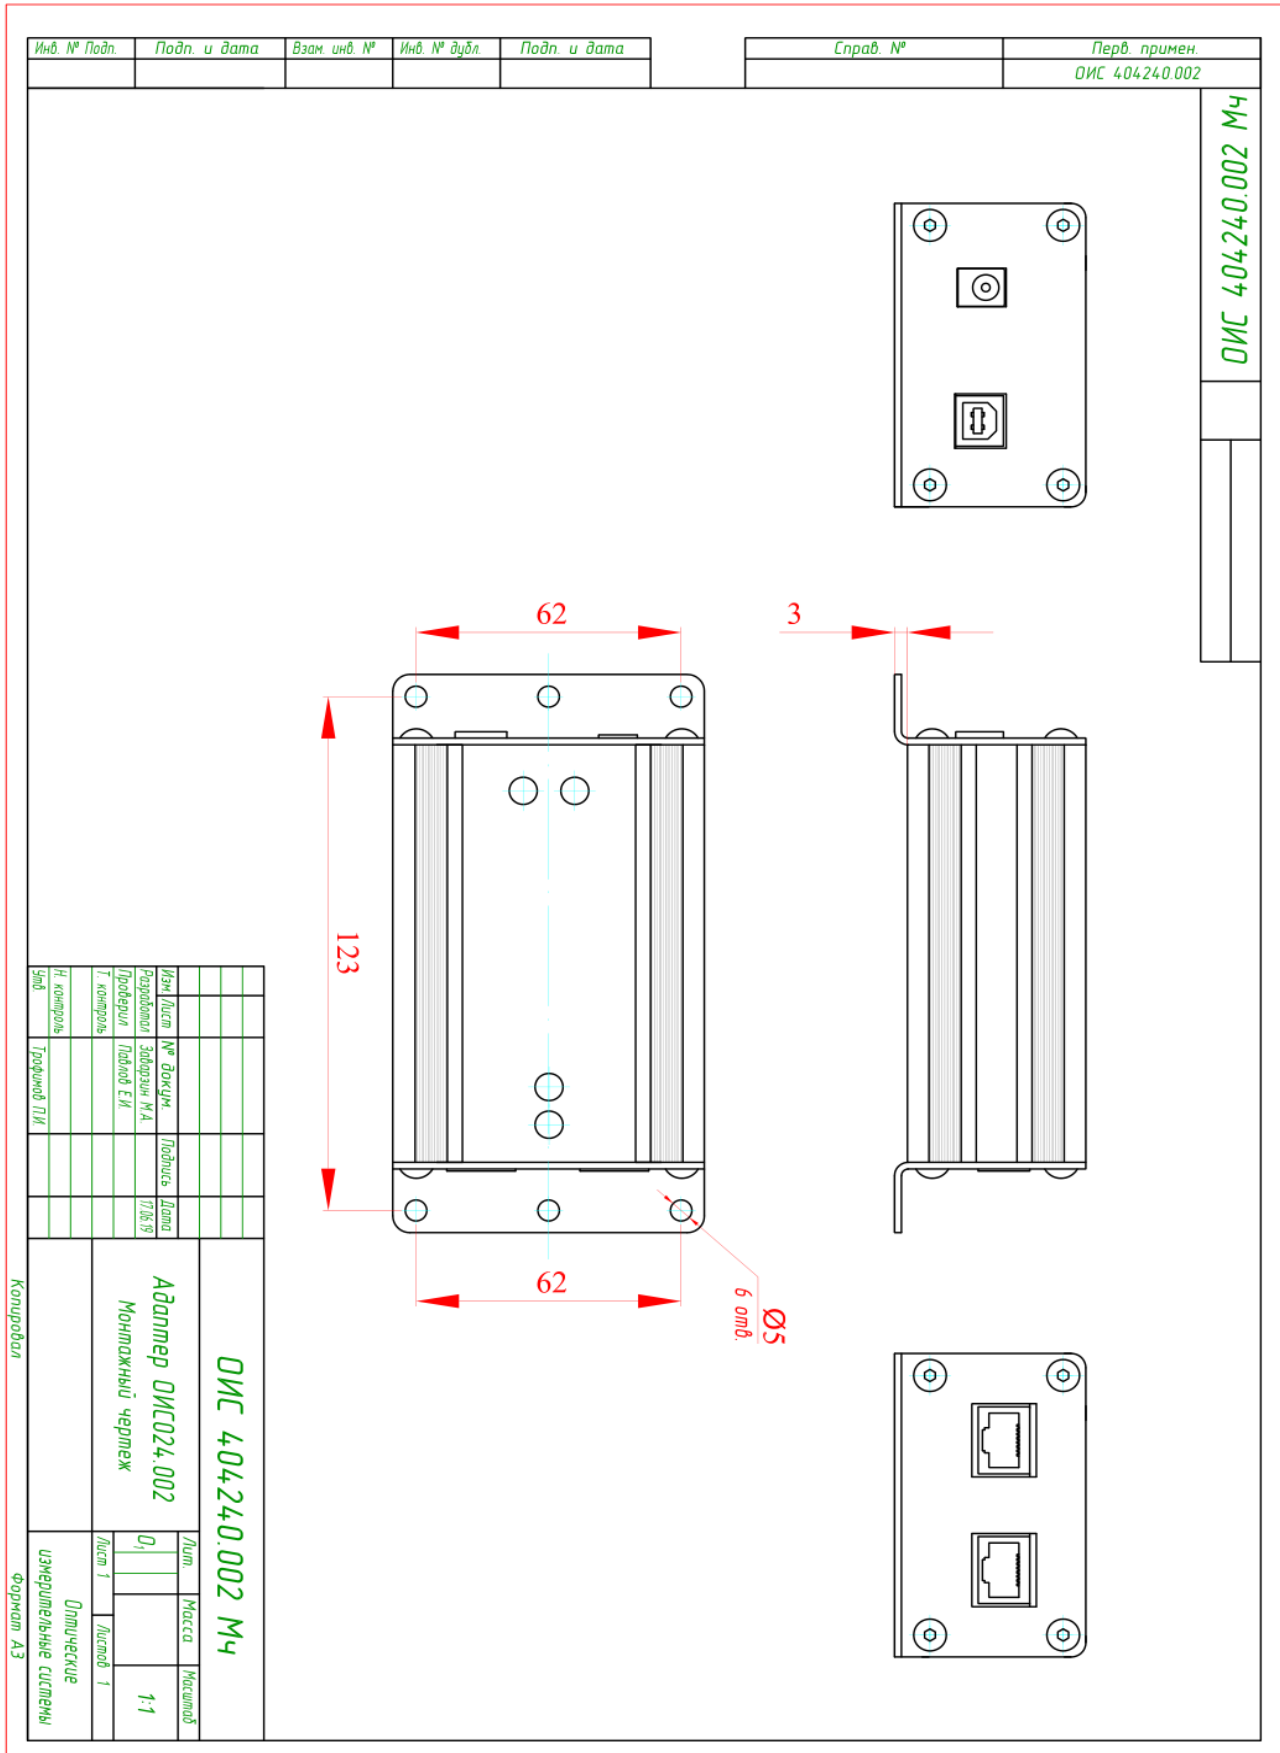 Инв. № Подп.
Подп. и дата
Взам. инв. №
Инв. № дубл.
Подп. и дата
Справ. №
Перв. примен.
ОИС 404240.002
ОИС 404240.002 Мч
62
3
123
62
Ø5
6 отв.
Изм.
Лист
№ докум.
Подпись
Дата
Разработал
Заварзин М.А.
17.06.19
Проверил
Павлов Е.И.
Т. контроль
Н. контроль
Утв.
Трофимов П.И.
ОИС 404240.002 Мч
Адаптер ОИС024.002
Монтажный чертеж
Лит.
Масса
Масштаб
О₁
1:1
Лист 1
Листов 1
Оптические
измерительные системы
Копировал
Формат А3